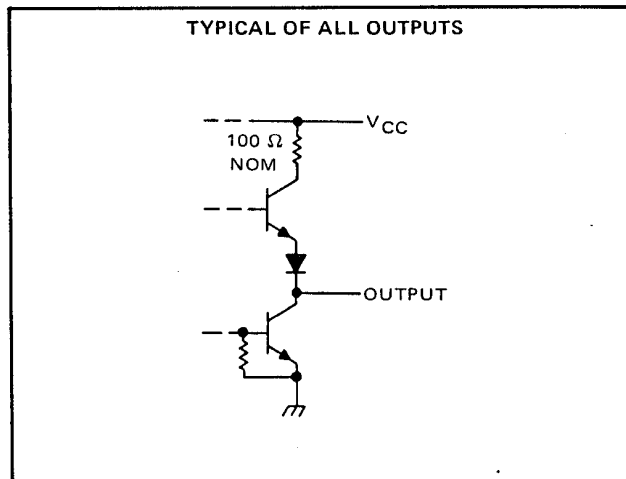 TYPICAL OF ALL OUTPUTS
VCC
100 Ω
NOM
OUTPUT